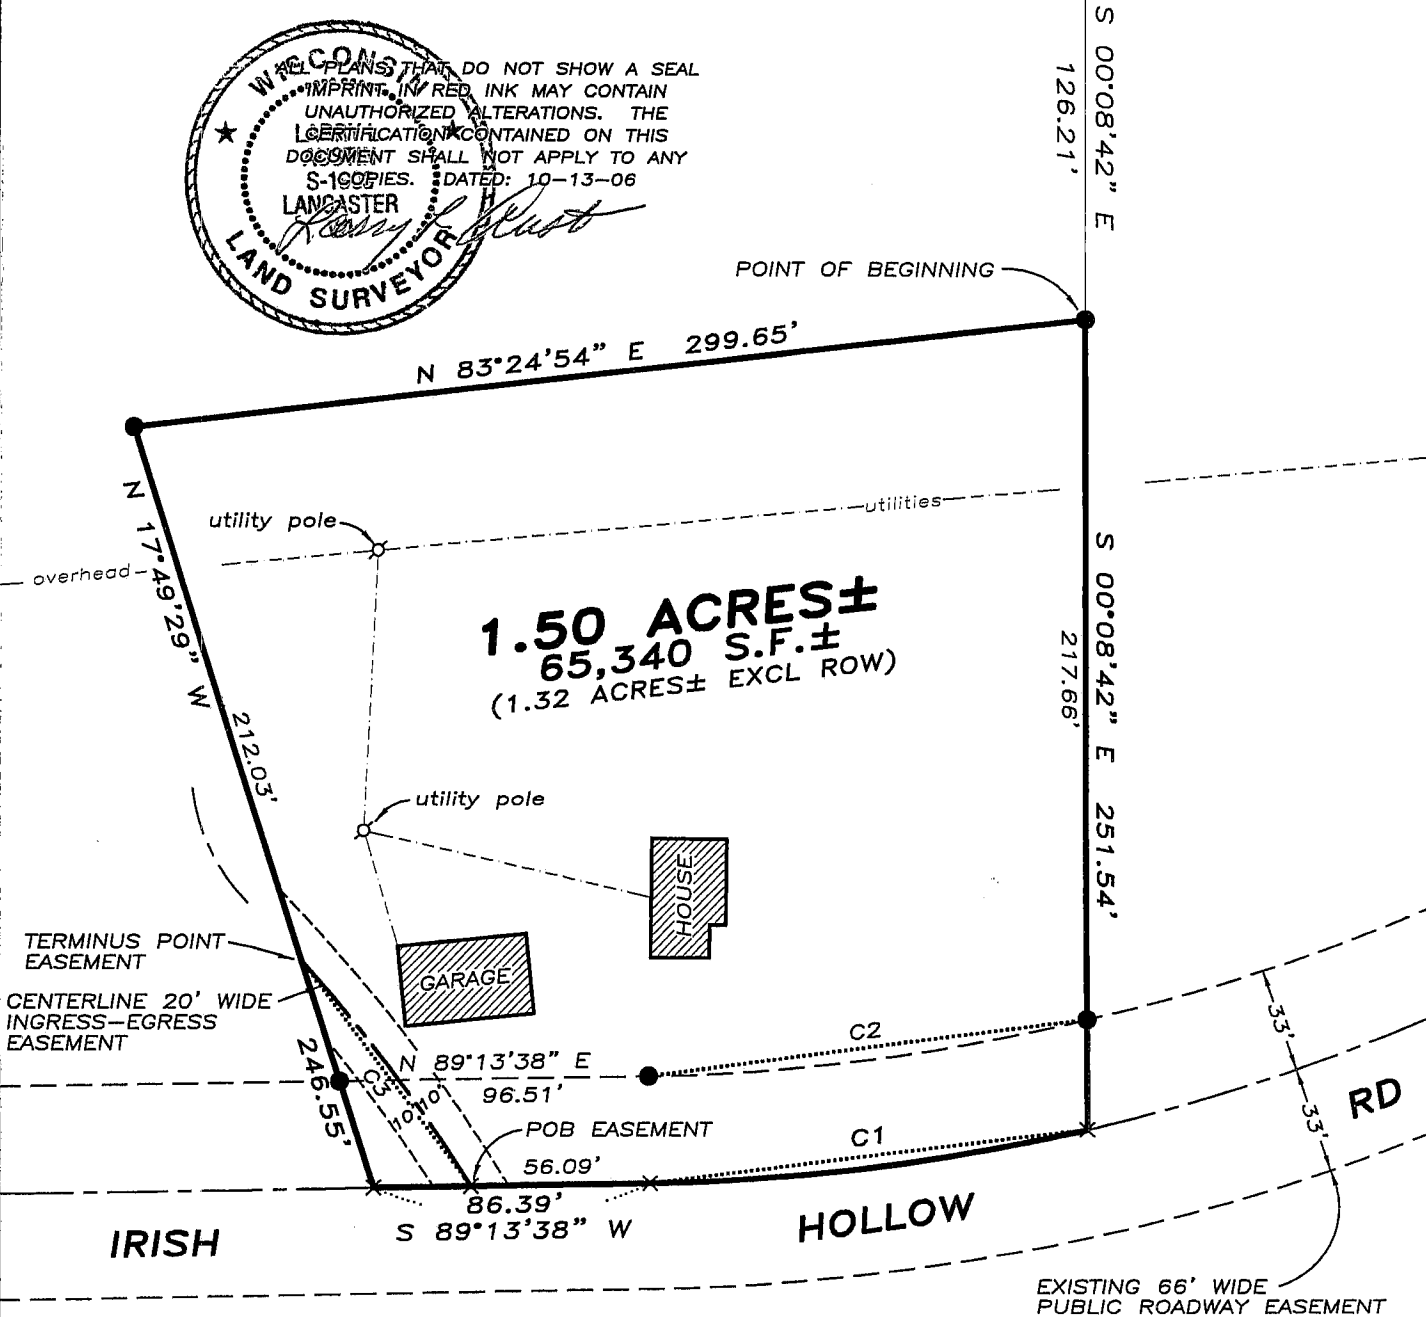 WISCONSIN
ALL PLANS THAT DO NOT SHOW A SEAL
IMPRINT IN RED INK MAY CONTAIN
UNAUTHORIZED ALTERATIONS. THE
CERTIFICATION CONTAINED ON THIS
DOCUMENT SHALL NOT APPLY TO ANY
COPIES. DATED: 10-13-06
LANCASTER
LAND SURVEYOR
S 00°08'42" E
126.21'
POINT OF BEGINNING
N 83°24'54" E 299.65'
N 17°49'29" W
212.03'
246.55'
utility pole
overhead
utilities
1.50 ACRES±
65,340 S.F.±
(1.32 ACRES± EXCL ROW)
S 00°08'42" E 251.54'
217.66'
utility pole
HOUSE
GARAGE
TERMINUS POINT
EASEMENT
CENTERLINE 20' WIDE
INGRESS-EGRESS
EASEMENT
C2
N 89°13'38" E
96.51'
C3
10'
10'
POB EASEMENT
C1
56.09'
86.39'
S 89°13'38" W
33'
33'
IRISH
HOLLOW
RD
EXISTING 66' WIDE
PUBLIC ROADWAY EASEMENT